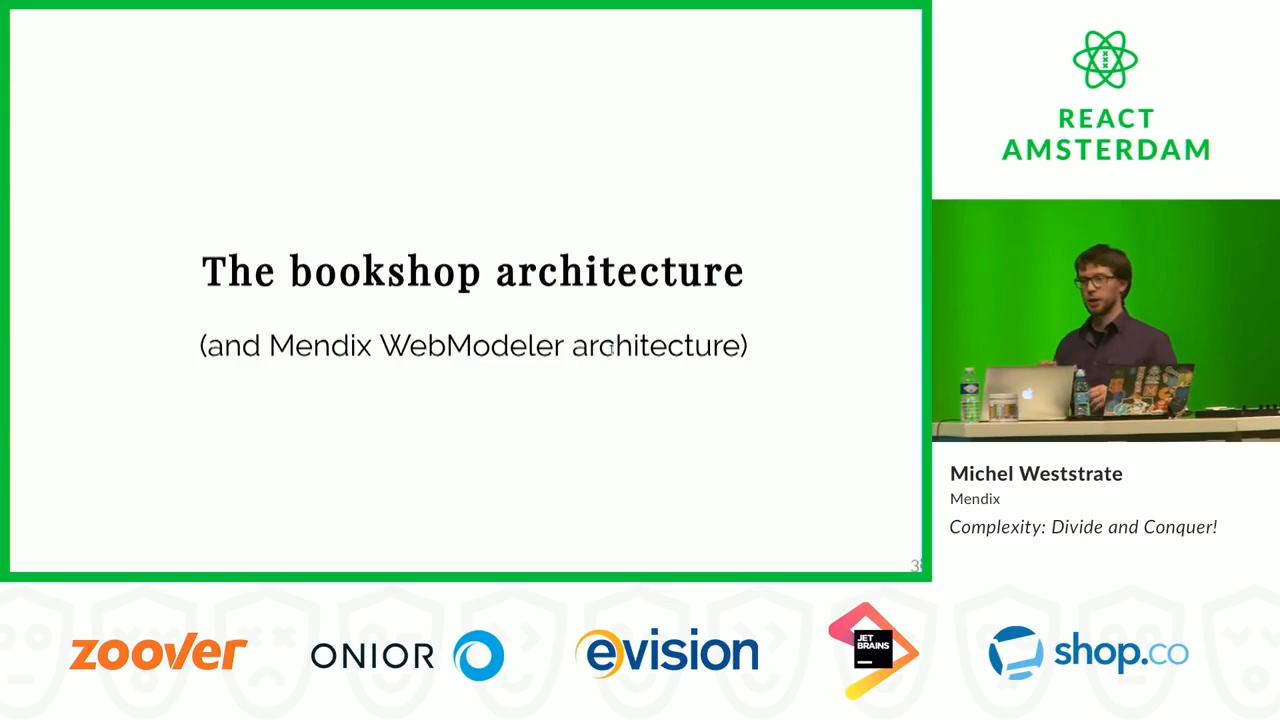 The bookshop architecture
(and Mendix WebModeler architecture)
REACT
AMSTERDAM
Michel Weststrate
Mendix
Complexity: Divide and Conquer!
zoover
ONIOR
evision
JET
BRAINS
shop.co